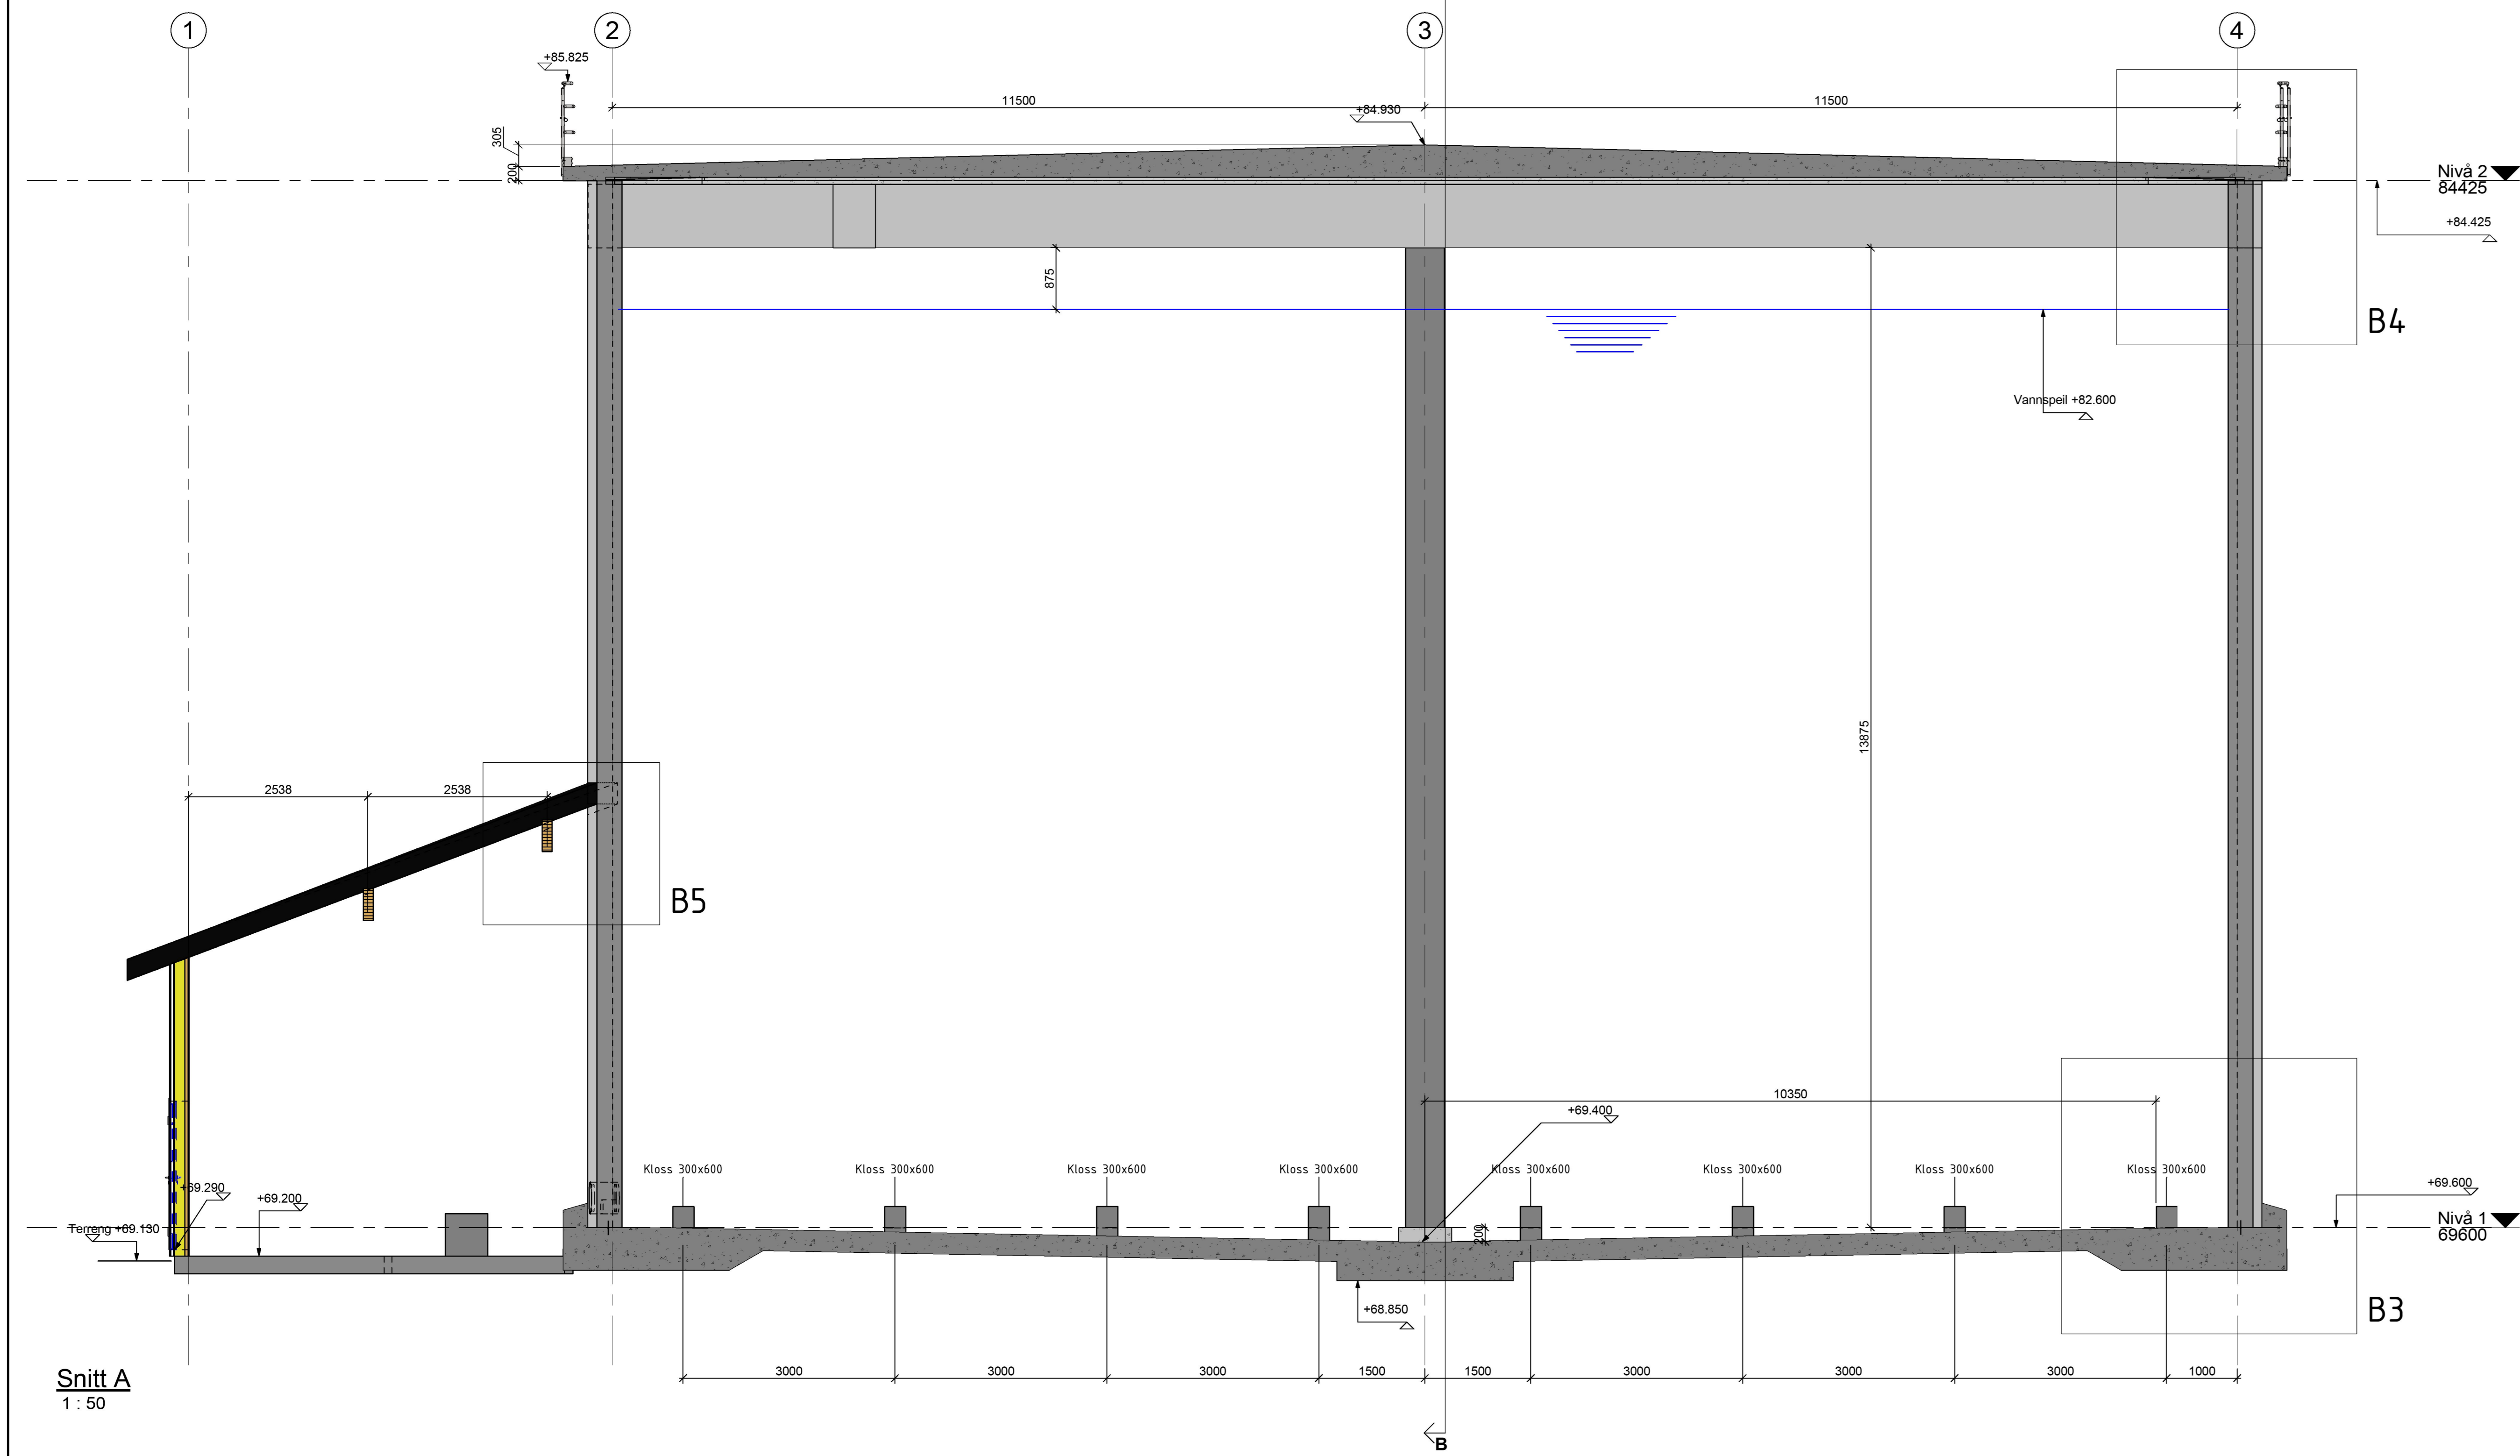 1
2
3
4
+85.825
11500
11500
+84.930
305
200
Nivå 2
84425
+84.425
875
B4
Vannspeil +82.600
13875
2538
2538
B5
10350
+69.400
Kloss 300x600
Kloss 300x600
Kloss 300x600
Kloss 300x600
Kloss 300x600
Kloss 300x600
Kloss 300x600
Kloss 300x600
+69.290
+69.200
+69.600
Terreng +69.130
200
Nivå 1
69600
+68.850
B3
3000
3000
3000
1500
1500
3000
3000
3000
1000
Snitt A
1 : 50
B